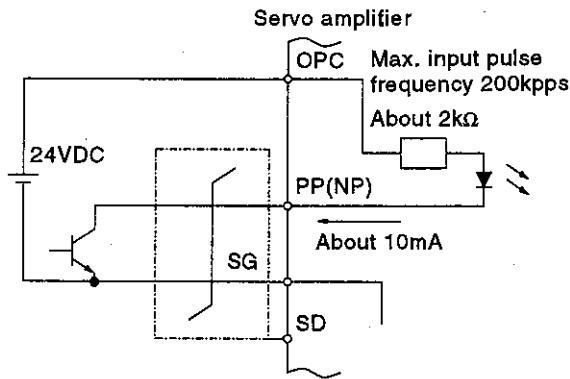 Servo amplifier
OPC
Max. input pulse
frequency 200kpps
About 2kΩ
24VDC
PP(NP)
About 10mA
SG
SD